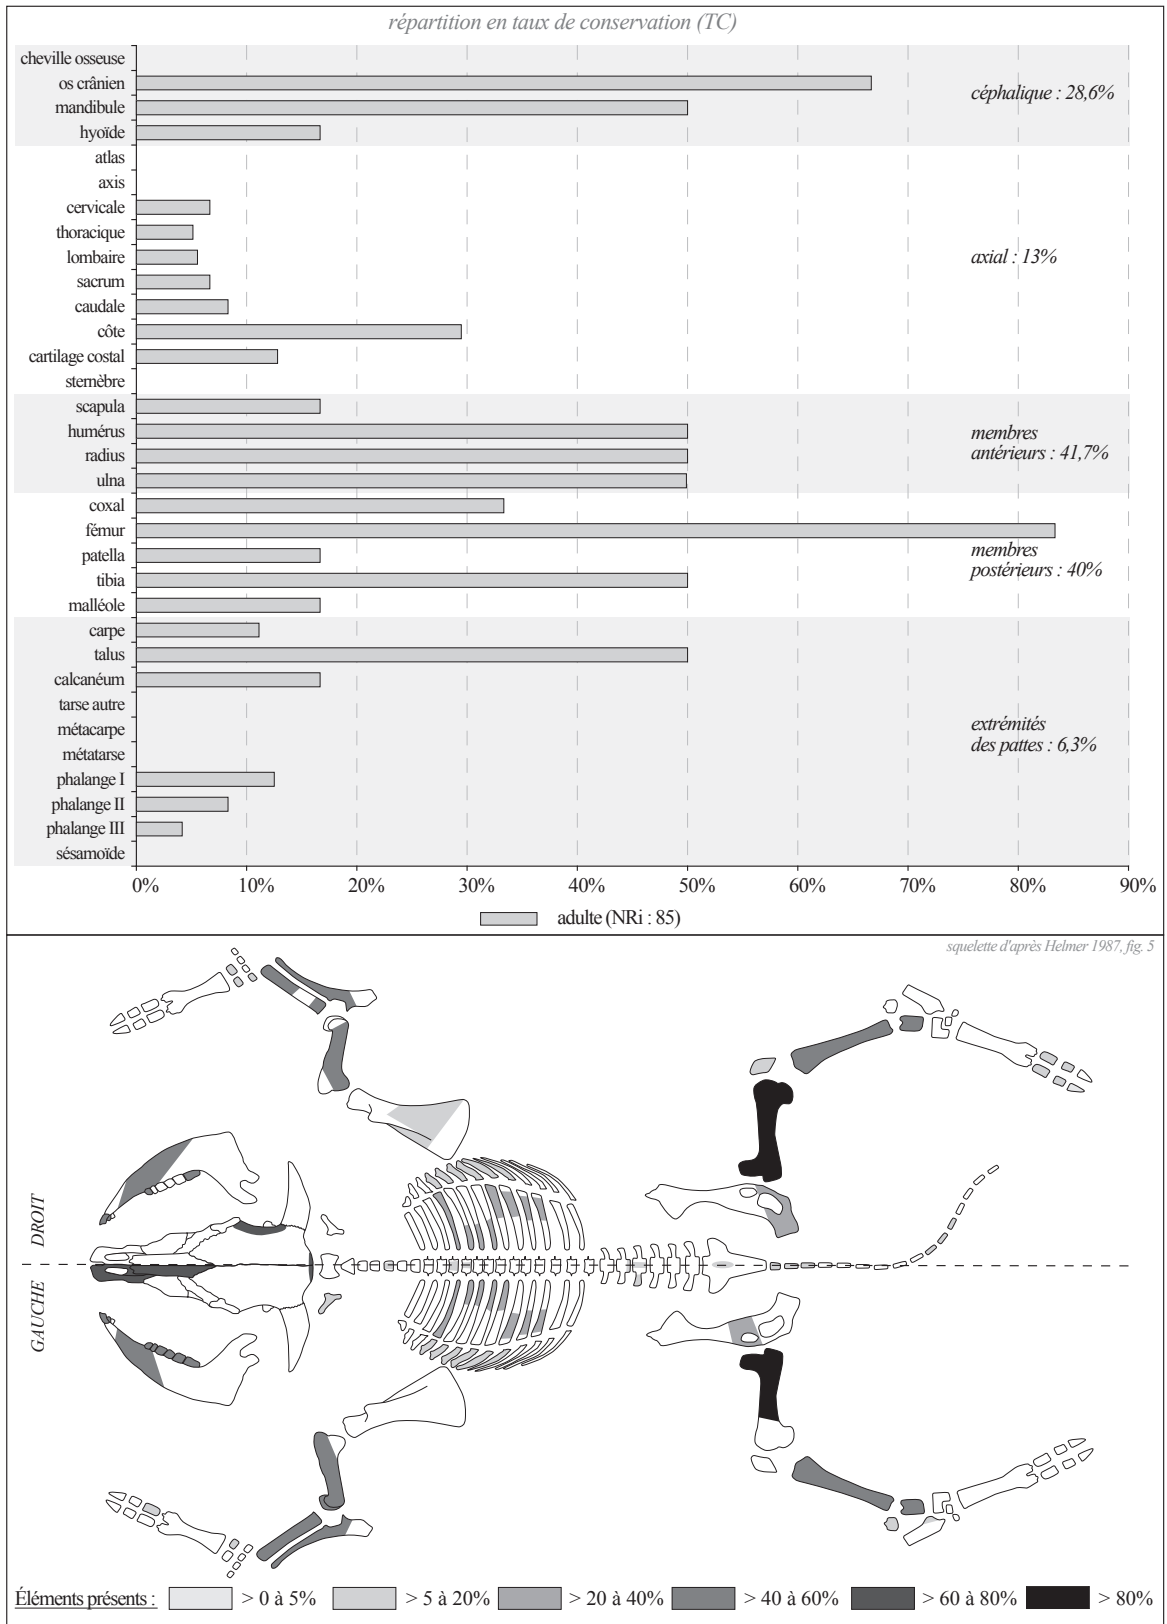 répartition en taux de conservation (TC)
cheville osseuse
os crânien
mandibule
hyoïde
céphalique : 28,6%
atlas
axis
cervicale
thoracique
lombaire
sacrum
caudale
côte
cartilage costal
sternèbre
axial : 13%
scapula
humérus
radius
ulna
membres
antérieurs : 41,7%
coxal
fémur
patella
tibia
malléole
membres
postérieurs : 40%
carpe
talus
calcanéum
tarse autre
métacarpe
métatarse
phalange I
phalange II
phalange III
sésamoïde
extrémités
des pattes : 6,3%
0% 10% 20% 30% 40% 50% 60% 70% 80% 90%
adulte (NRi : 85)
squelette d'après Helmer 1987, fig. 5
DROIT
GAUCHE
Éléments présents : > 0 à 5% > 5 à 20% > 20 à 40% > 40 à 60% > 60 à 80% > 80%